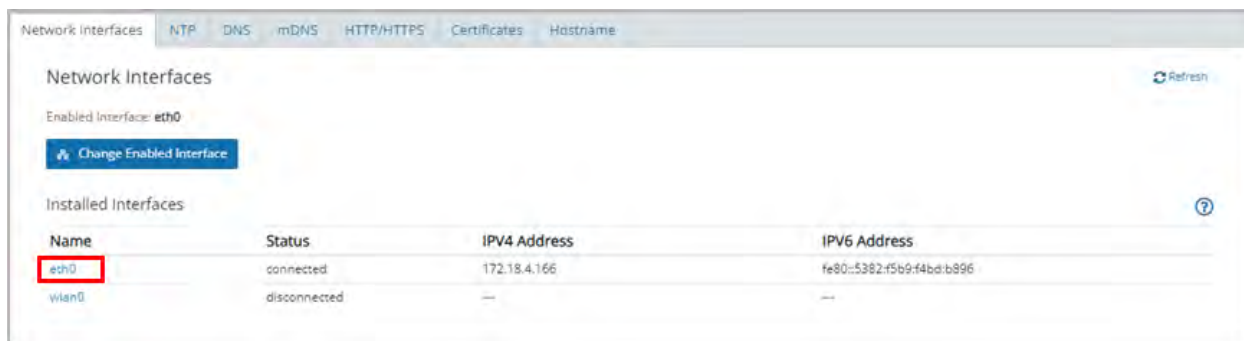 Network Interfaces NTP DNS mDNS HTTP/HTTPS Certificates Hostname
Network Interfaces Refresh
Enabled Interface: eth0
Change Enabled Interface
Installed Interfaces ?
Name Status IPV4 Address IPV6 Address
eth0 connected 172.18.4.166 fe80::5382:f5b9:f4bd:b896
wlan0 disconnected --- ---